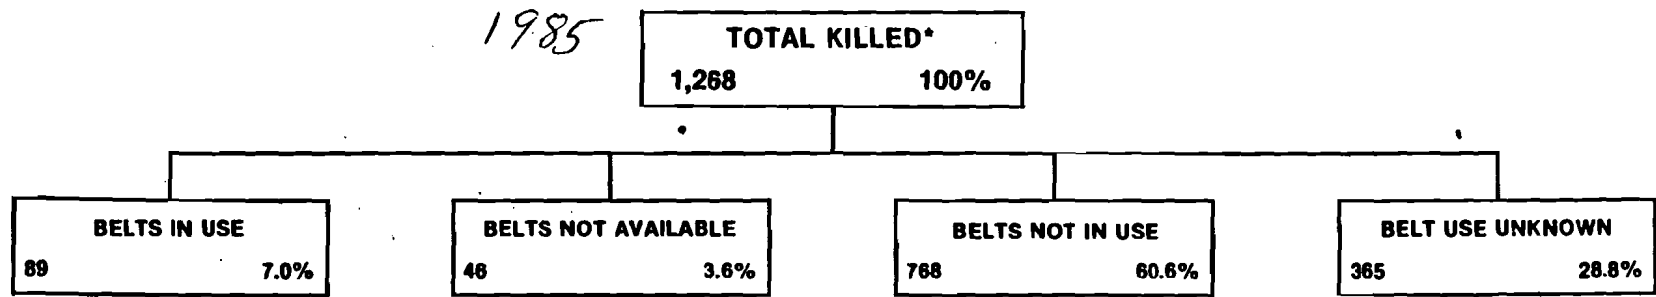 1985
TOTAL KILLED*
1,268 100%
BELTS IN USE
89 7.0%
BELTS NOT AVAILABLE
46 3.6%
BELTS NOT IN USE
768 60.6%
BELT USE UNKNOWN
365 28.8%